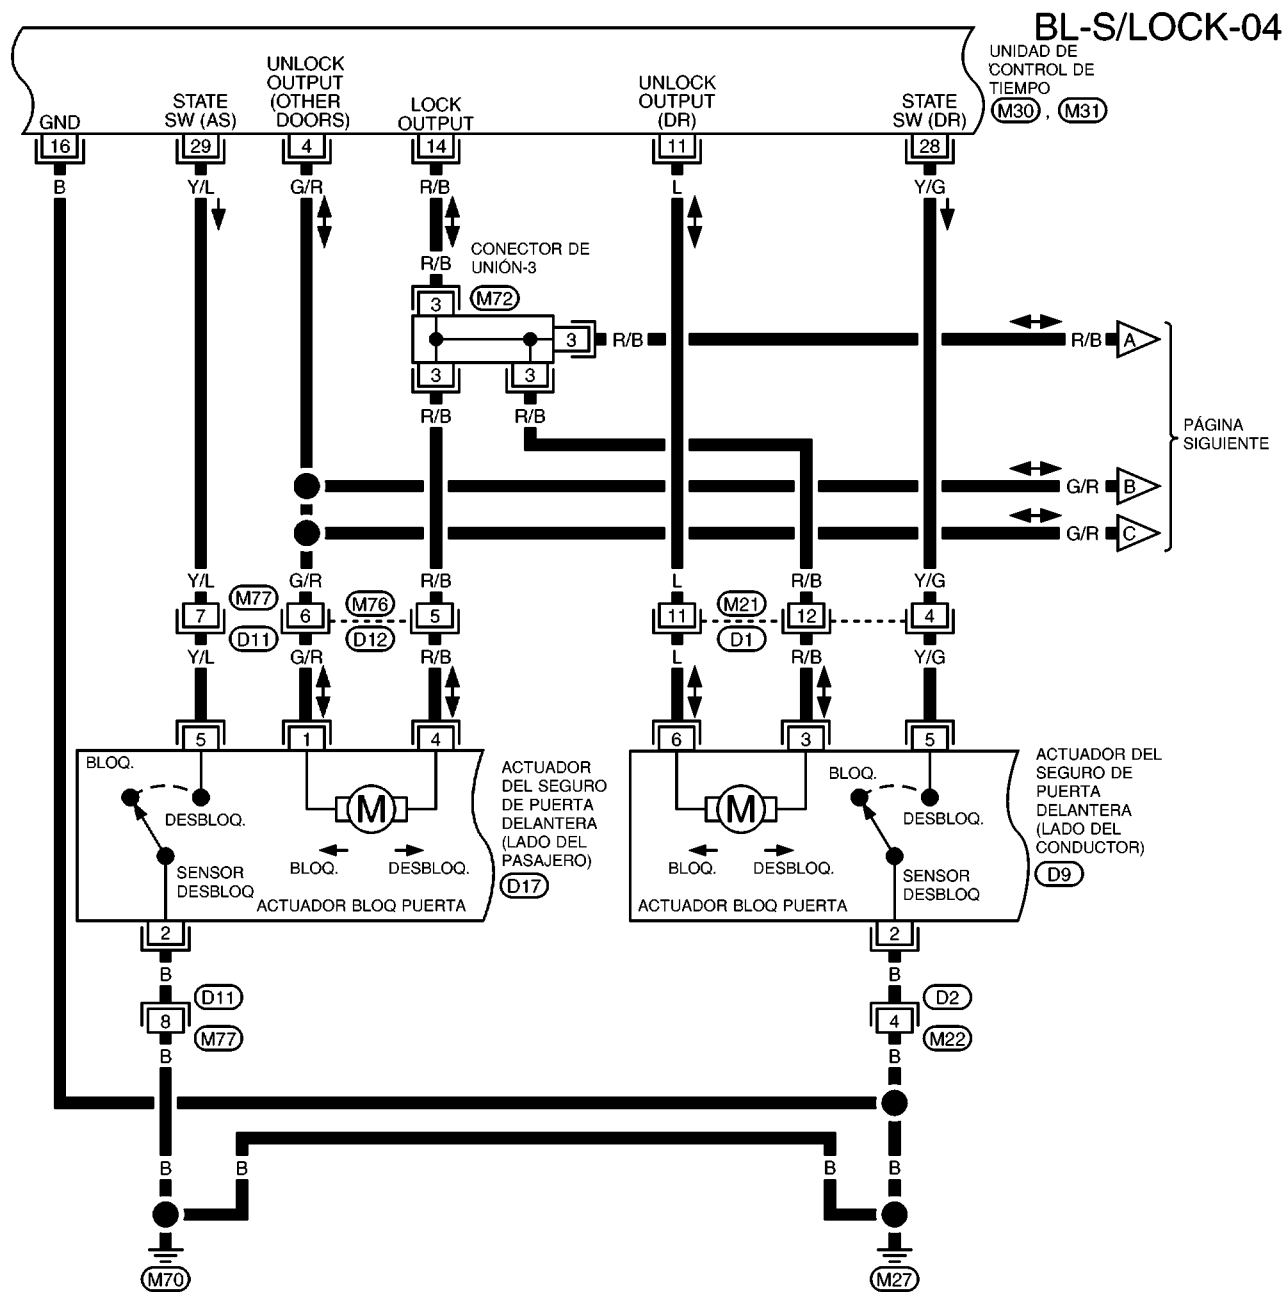 BL-S/LOCK-04
UNIDAD DE
CONTROL DE
TIEMPO
M30 , M31
GND
STATE
SW (AS)
UNLOCK
OUTPUT
(OTHER
DOORS)
LOCK
OUTPUT
UNLOCK
OUTPUT
(DR)
STATE
SW (DR)
16 29 4 14 11 28
B Y/L G/R R/B L Y/G
R/B
CONECTOR DE
UNIÓN-3
M72
3
3 R/B R/B A
3 3
R/B R/B
PÁGINA
SIGUIENTE
G/R B
G/R C
Y/L G/R R/B L R/B Y/G
M77 M76 M21
7 6 5 11 12 4
D11 D12 D1
Y/L G/R R/B L R/B Y/G
5 1 4 6 3 5
BLOQ.
DESBLOQ.
SENSOR
DESBLOQ
M
BLOQ. DESBLOQ.
ACTUADOR BLOQ PUERTA
ACTUADOR
DEL SEGURO
DE PUERTA
DELANTERA
(LADO DEL
PASAJERO)
D17
M
BLOQ. DESBLOQ.
ACTUADOR BLOQ PUERTA
BLOQ.
DESBLOQ.
SENSOR
DESBLOQ
ACTUADOR DEL
SEGURO DE
PUERTA
DELANTERA
(LADO DEL
CONDUCTOR)
D9
2 2
B B
D11 D2
8 4
M77 M22
B B
B B B B
M70 M27